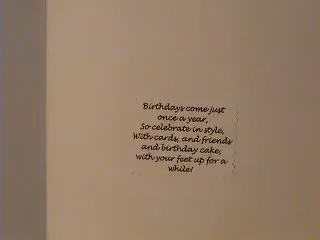 Birthdays come just
once a year,
So celebrate in style,
With cards, and friends
and birthday cake,
with your feet up for a
while!